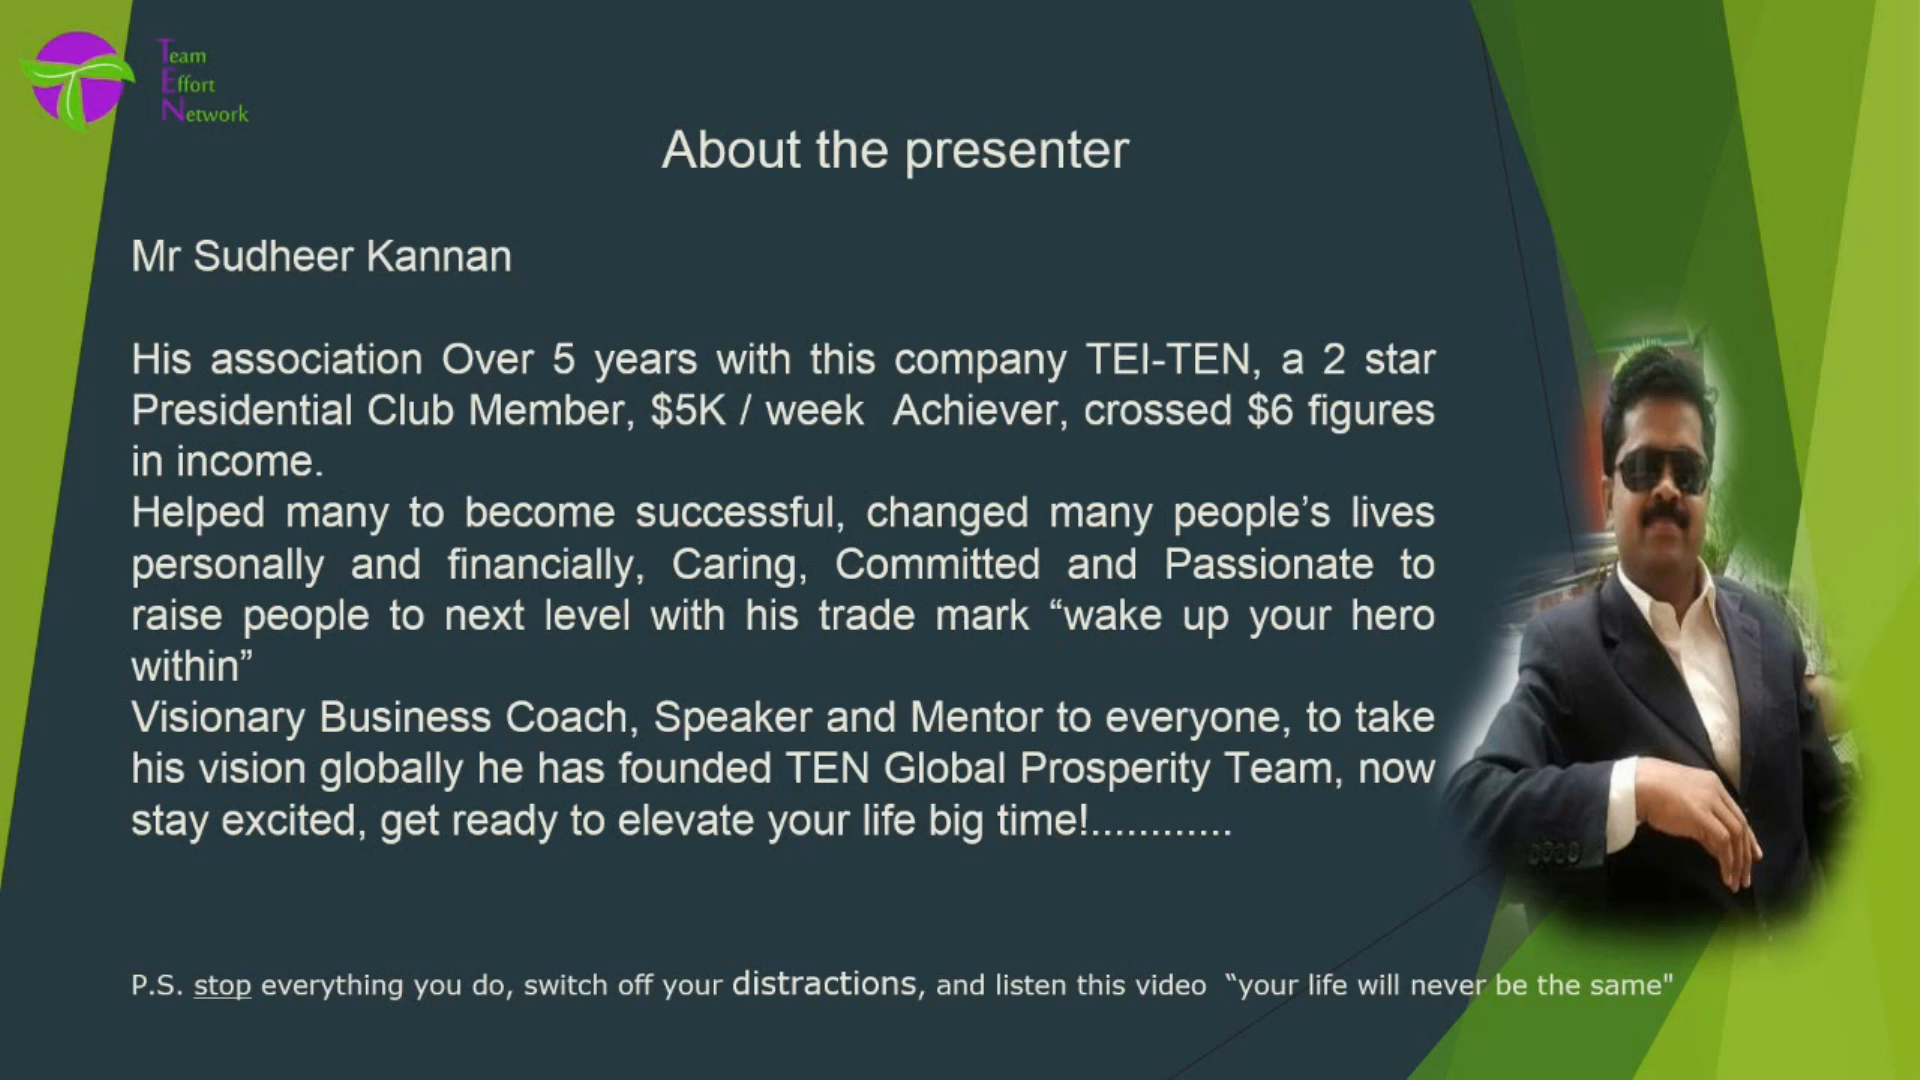 Team
Effort
Network
About the presenter
Mr Sudheer Kannan
His association Over 5 years with this company TEI-TEN, a 2 star
Presidential Club Member, $5K / week  Achiever, crossed $6 figures
in income.
Helped many to become successful, changed many people’s lives
personally and financially, Caring, Committed and Passionate to
raise people to next level with his trade mark “wake up your hero
within”
Visionary Business Coach, Speaker and Mentor to everyone, to take
his vision globally he has founded TEN Global Prosperity Team, now
stay excited, get ready to elevate your life big time!............
P.S. stop everything you do, switch off your distractions, and listen this video  “your life will never be the same"